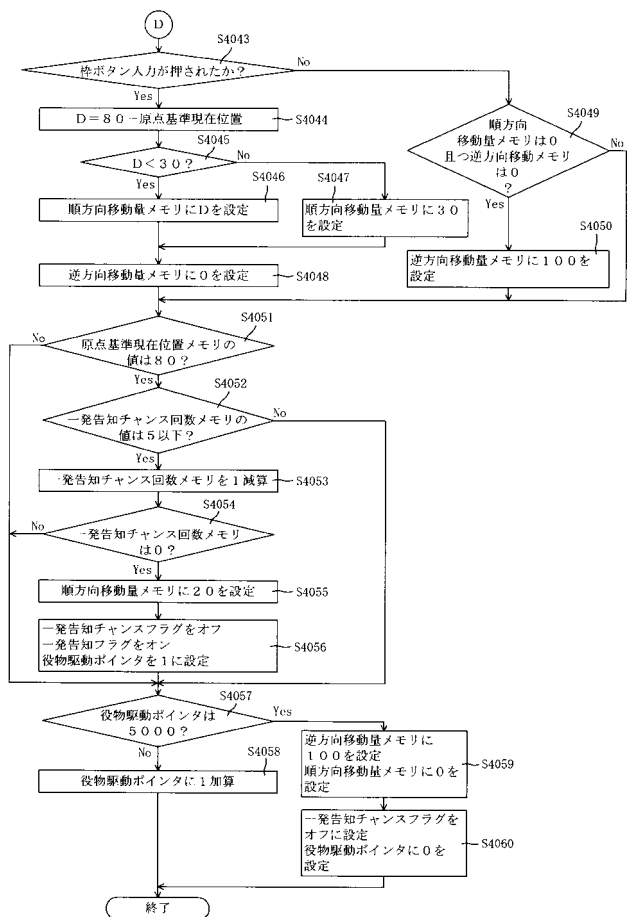 D
S4043
枠ボタン入力が押されたか？
No
Yes
D＝８０－原点基準現在位置
S4044
S4045
D＜３０？
No
Yes
S4046
順方向移動量メモリにDを設定
S4047
順方向移動量メモリに３０
を設定
逆方向移動量メモリに０を設定
S4048
S4049
順方向
移動量メモリは０
且つ逆方向移動メモリ
は０
？
No
Yes
S4050
逆方向移動量メモリに１００を
設定
S4051
原点基準現在位置メモリの
値は８０？
No
Yes
S4052
一発告知チャンス回数メモリの
値は５以下？
No
Yes
一発告知チャンス回数メモリを１減算
S4053
S4054
一発告知チャンス回数メモリ
は０？
No
Yes
順方向移動量メモリに２０を設定
S4055
一発告知チャンスフラグをオフ
一発告知フラグをオン
役物駆動ポインタを１に設定
S4056
S4057
役物駆動ポインタは
５０００？
Yes
No
S4058
役物駆動ポインタに１加算
逆方向移動量メモリに
１００を設定
順方向移動量メモリに０を
設定
S4059
一発告知チャンスフラグを
オフに設定
役物駆動ポインタに０を
設定
S4060
終了